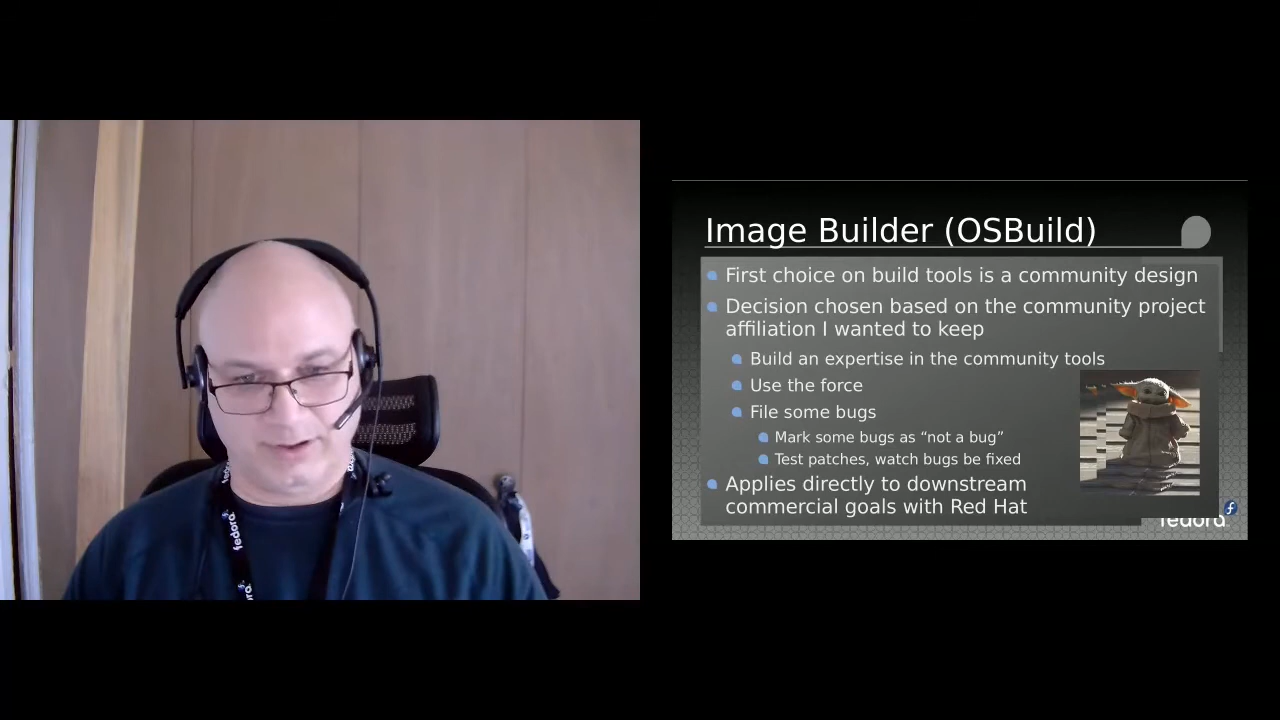 Image Builder (OSBuild)
First choice on build tools is a community design
Decision chosen based on the community project
affiliation I wanted to keep
Build an expertise in the community tools
Use the force
File some bugs
Mark some bugs as “not a bug”
Test patches, watch bugs be fixed
Applies directly to downstream
commercial goals with Red Hat
fedora
fedora